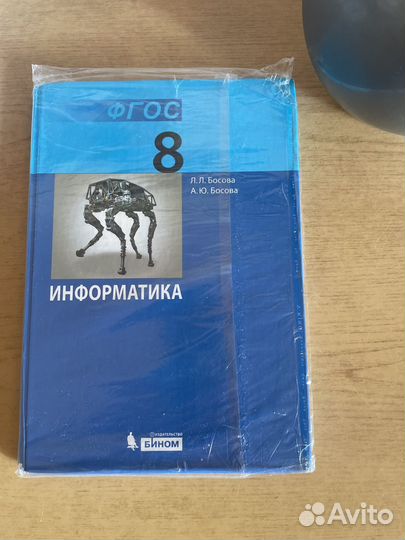 ФГОС
8
Л.Л. Босова
А.Ю. Босова
ИНФОРМАТИКА
издательство
БИНОМ
Avito